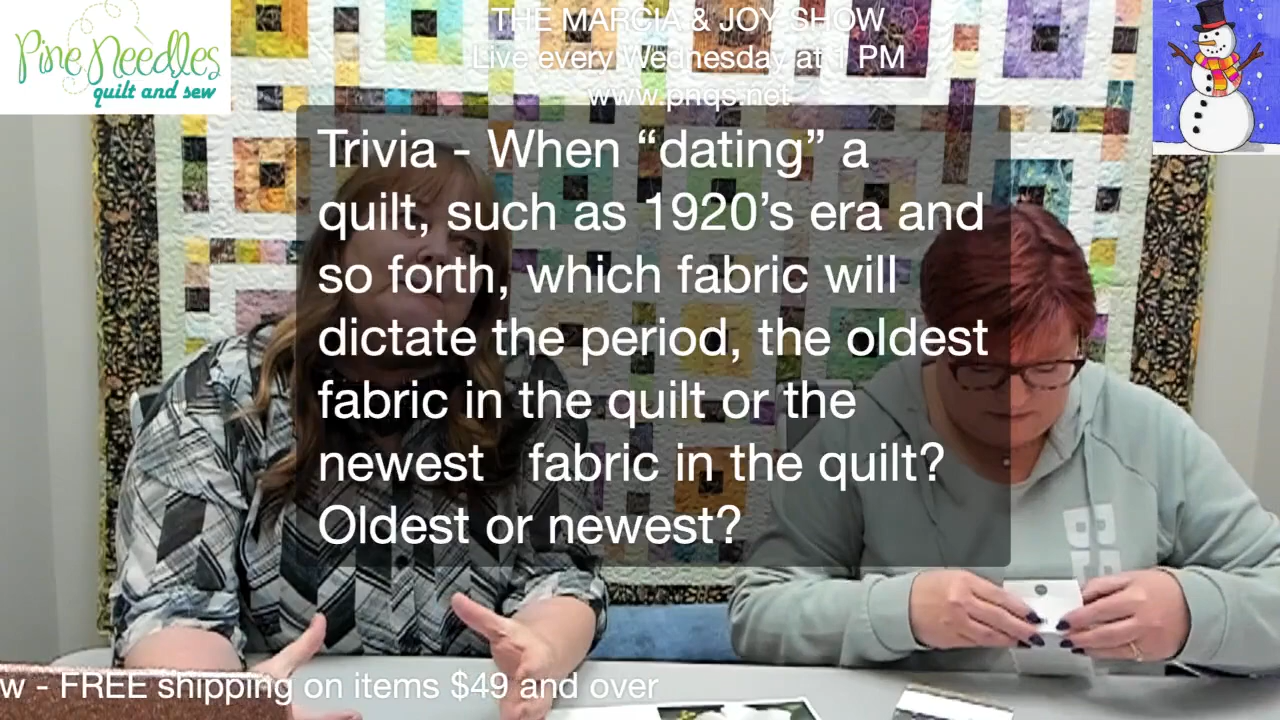 Pine Needles
quilt and sew
THE MARCIA & JOY SHOW
Live every Wednesday at 1 PM
www.pnqs.net
Trivia - When “dating” a
quilt, such as 1920’s era and
so forth, which fabric will
dictate the period, the oldest
fabric in the quilt or the
newest fabric in the quilt?
Oldest or newest?
w - FREE shipping on items $49 and over